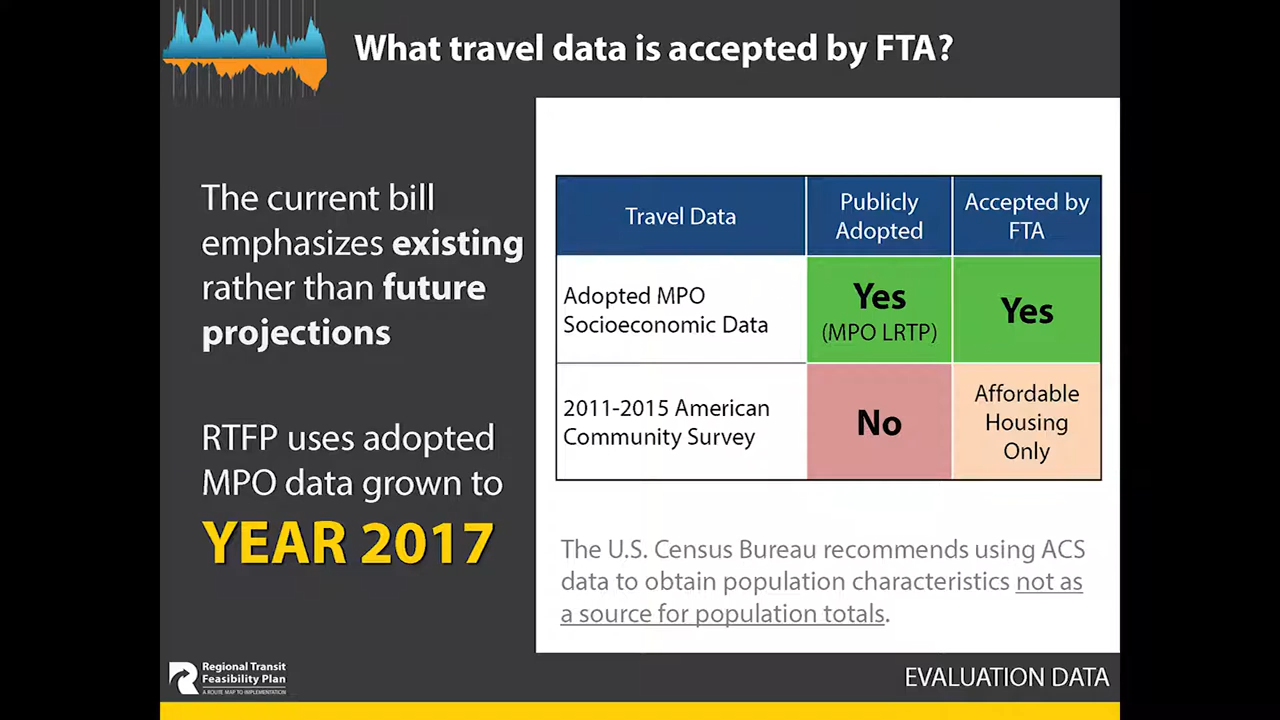 What travel data is accepted by FTA?
The current bill
emphasizes existing
rather than future
projections
RTFP uses adopted
MPO data grown to
YEAR 2017
Travel Data
Publicly
Adopted
Accepted by
FTA
Adopted MPO
Socioeconomic Data
Yes
(MPO LRTP)
Yes
2011-2015 American
Community Survey
No
Affordable
Housing
Only
The U.S. Census Bureau recommends using ACS
data to obtain population characteristics not as
a source for population totals.
Regional Transit
Feasibility Plan
A ROUTE MAP TO IMPLEMENTATION
EVALUATION DATA